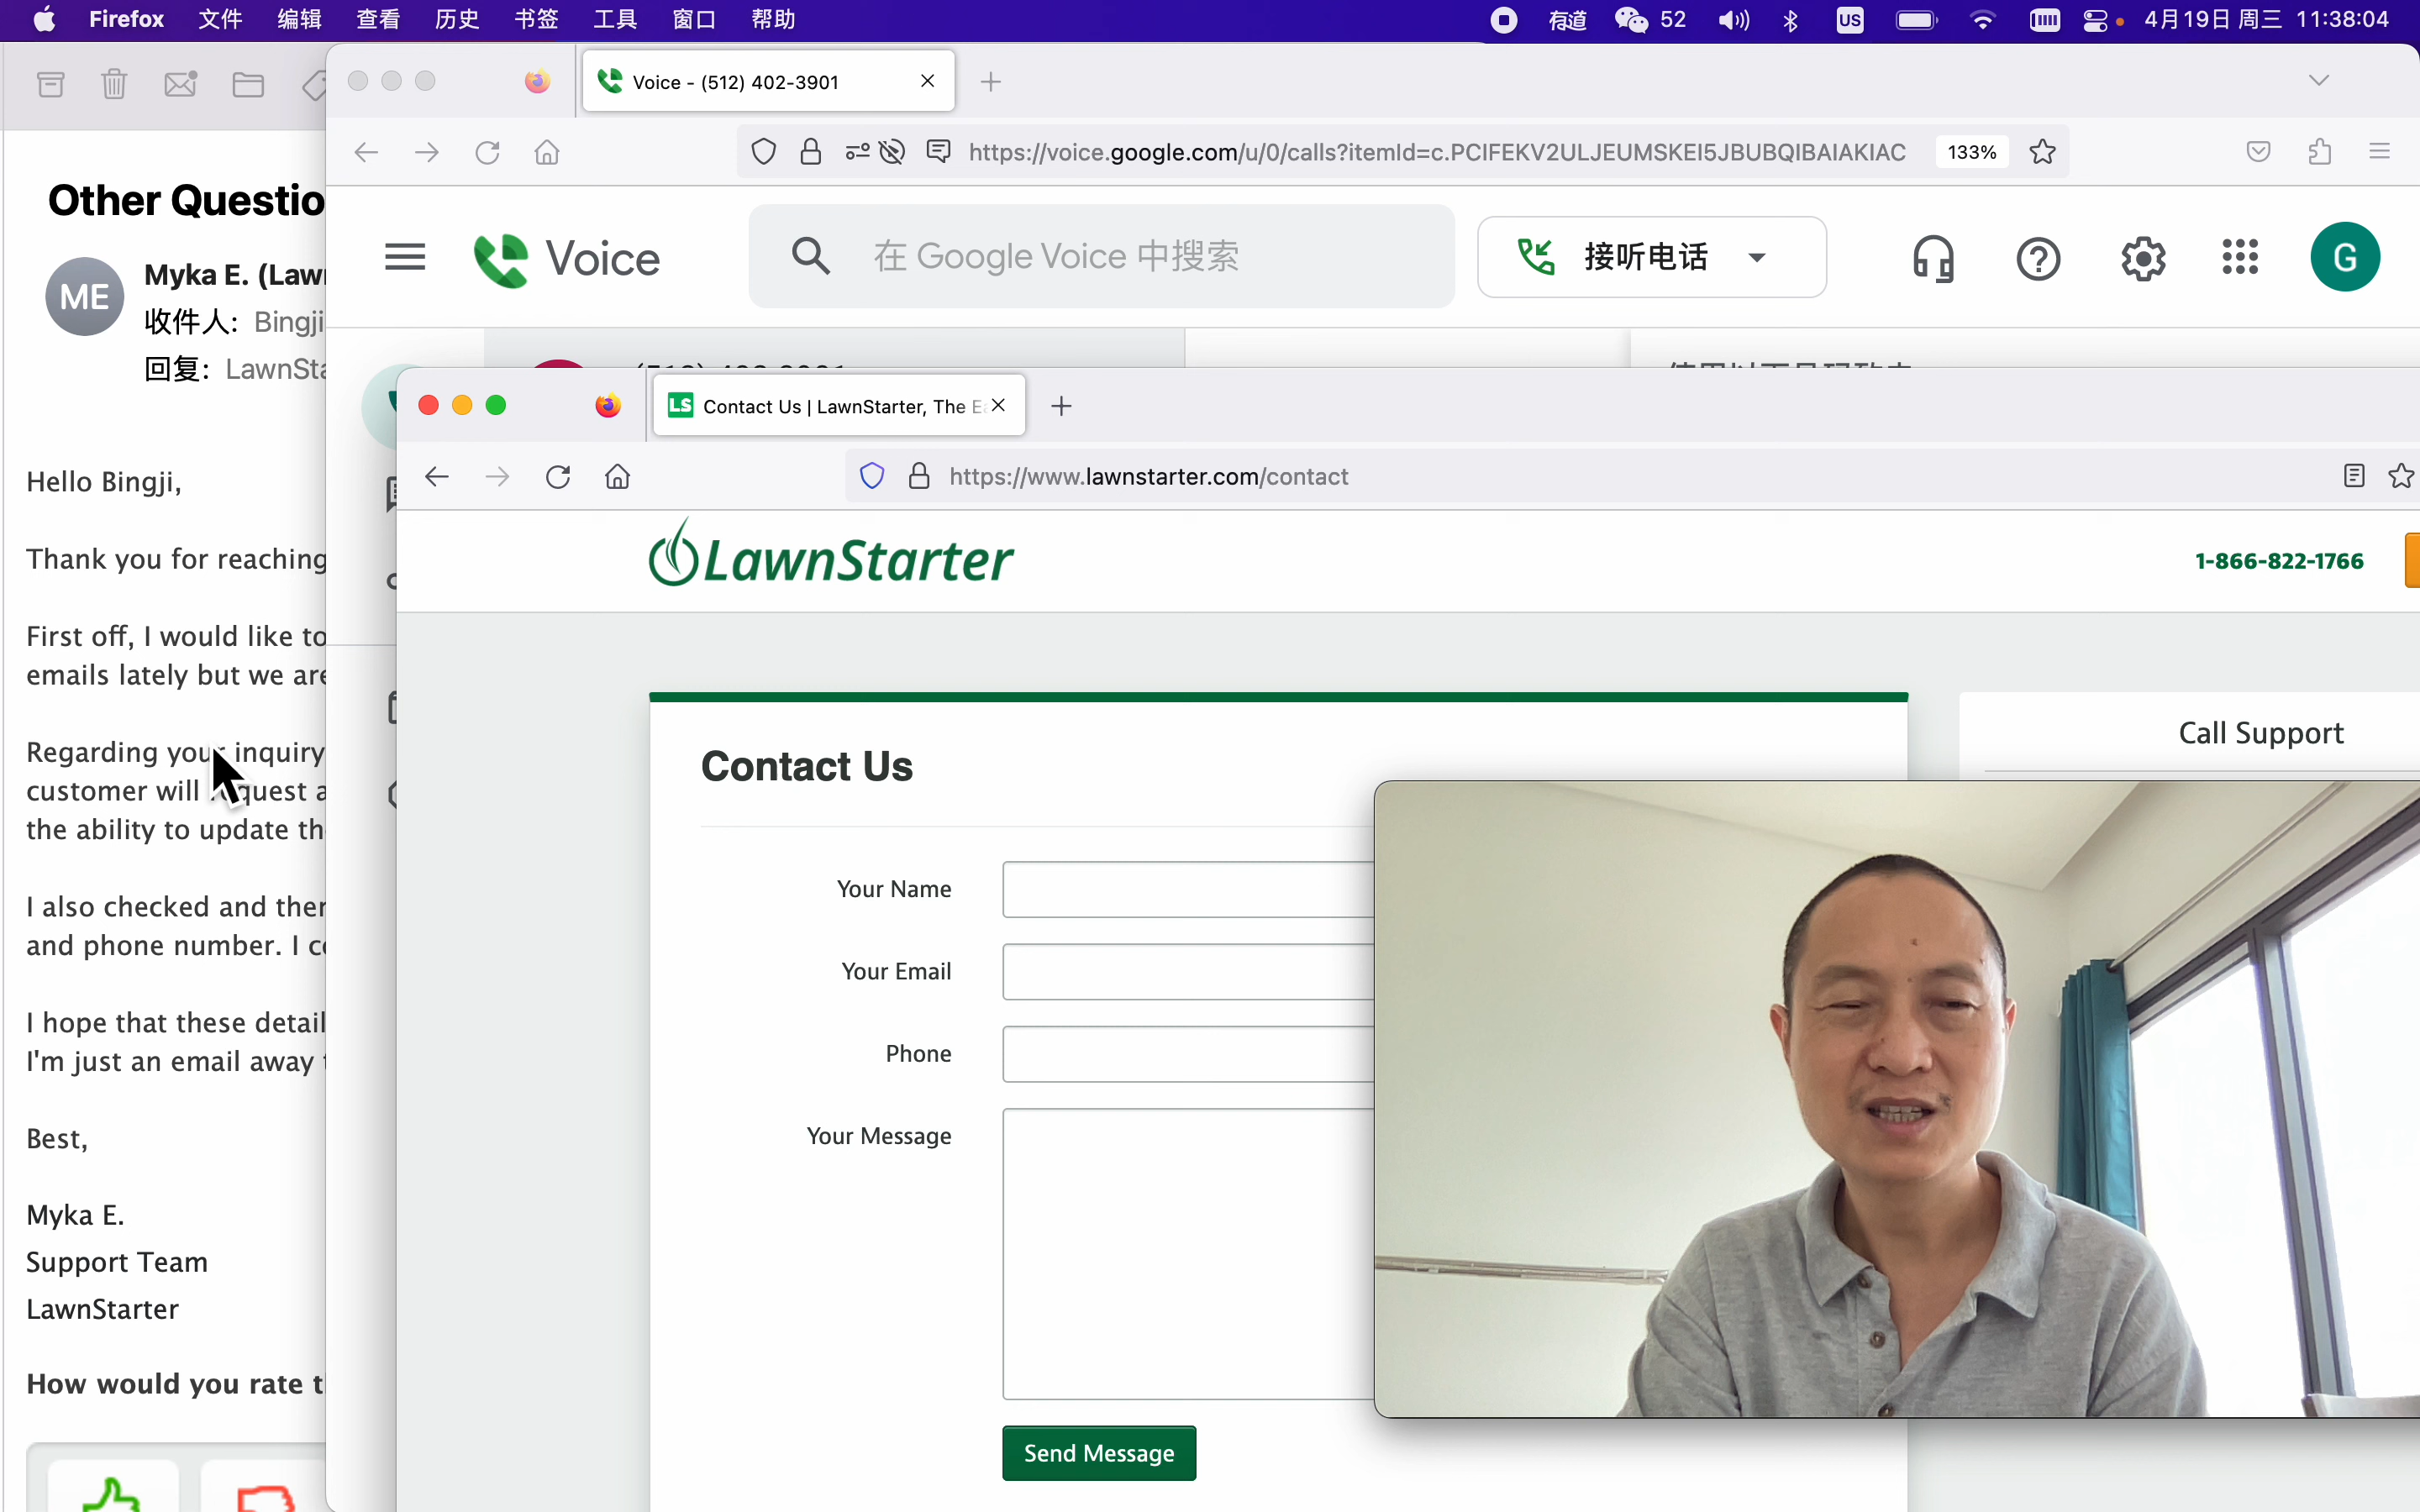 Firefox 文件 编辑 查看 历史 书签 工具 窗口 帮助 有道 52 US 4月19日 周三 11:38:04
Voice - (512) 402-3901
https://voice.google.com/u/0/calls?itemId=c.PCIFEKV2ULJEUMSKEI5JBUBQIBAIAKIAC 133%
Voice 在 Google Voice 中搜索 接听电话 G
Other Questio
ME
Myka E. (Law
收件人: Bingji
回复: LawnSta
Hello Bingji,
Thank you for reaching
First off, I would like to
emails lately but we are
Regarding your inquiry
customer will request a
the ability to update th
I also checked and ther
and phone number. I c
I hope that these detail
I'm just an email away
Best,
Myka E.
Support Team
LawnStarter
How would you rate t
LS Contact Us | LawnStarter, The Ea
https://www.lawnstarter.com/contact
LawnStarter
1-866-822-1766
Contact Us
Call Support
Your Name
Your Email
Phone
Your Message
Send Message